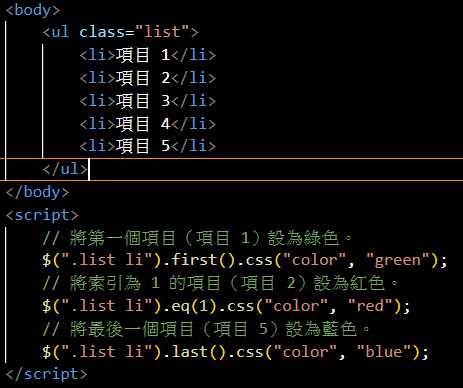 <body>
<ul class="list">
<li>項目 1</li>
<li>項目 2</li>
<li>項目 3</li>
<li>項目 4</li>
<li>項目 5</li>
</ul>
</body>
<script>
// 將第一個項目（項目 1）設為綠色。
$(".list li").first().css("color", "green");
// 將索引為 1 的項目（項目 2）設為紅色。
$(".list li").eq(1).css("color", "red");
// 將最後一個項目（項目 5）設為藍色。
$(".list li").last().css("color", "blue");
</script>